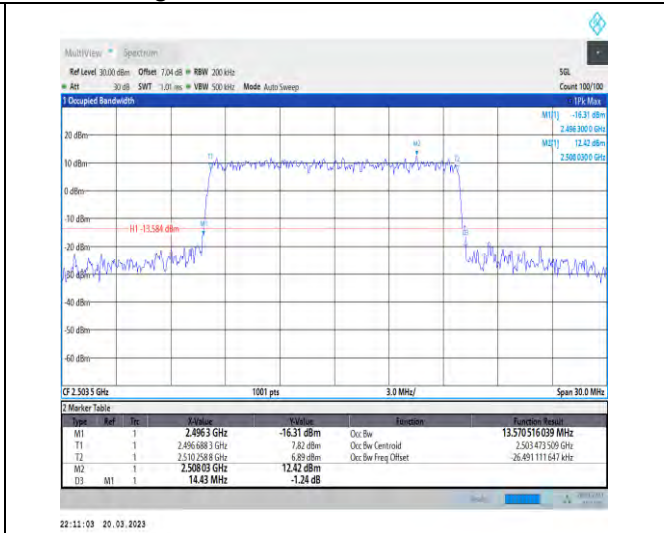 MultiView Spectrum
Ref Level 30.00 dBm Offset 7.04 dB RBW 200 kHz SGL
Att 30 dB SWT 1.01 ms VBW 500 kHz Mode Auto Sweep Count 100/100
1 Occupied Bandwidth 1Pk Max
M1[1] -16.31 dBm
2.496 300 0 GHz
M2[1] 12.42 dBm
2.508 030 0 GHz
20 dBm
M2
T1 T2
10 dBm
0 dBm
-10 dBm
M1
H1 -13.584 dBm
D3
-20 dBm
-30 dBm
-40 dBm
-50 dBm
-60 dBm
CF 2.503 5 GHz 1001 pts 3.0 MHz/ Span 30.0 MHz
2 Marker Table
Type Ref Trc X-Value Y-Value Function Function Result
M1 1 2.496 3 GHz -16.31 dBm Occ Bw 13.570 516 039 MHz
T1 1 2.496 688 3 GHz 7.82 dBm Occ Bw Centroid 2.503 473 509 GHz
T2 1 2.510 258 8 GHz 6.89 dBm Occ Bw Freq Offset -26.491 111 647 kHz
M2 1 2.508 03 GHz 12.42 dBm
D3 M1 1 14.43 MHz -1.24 dB
22:11:03 20.03.2023